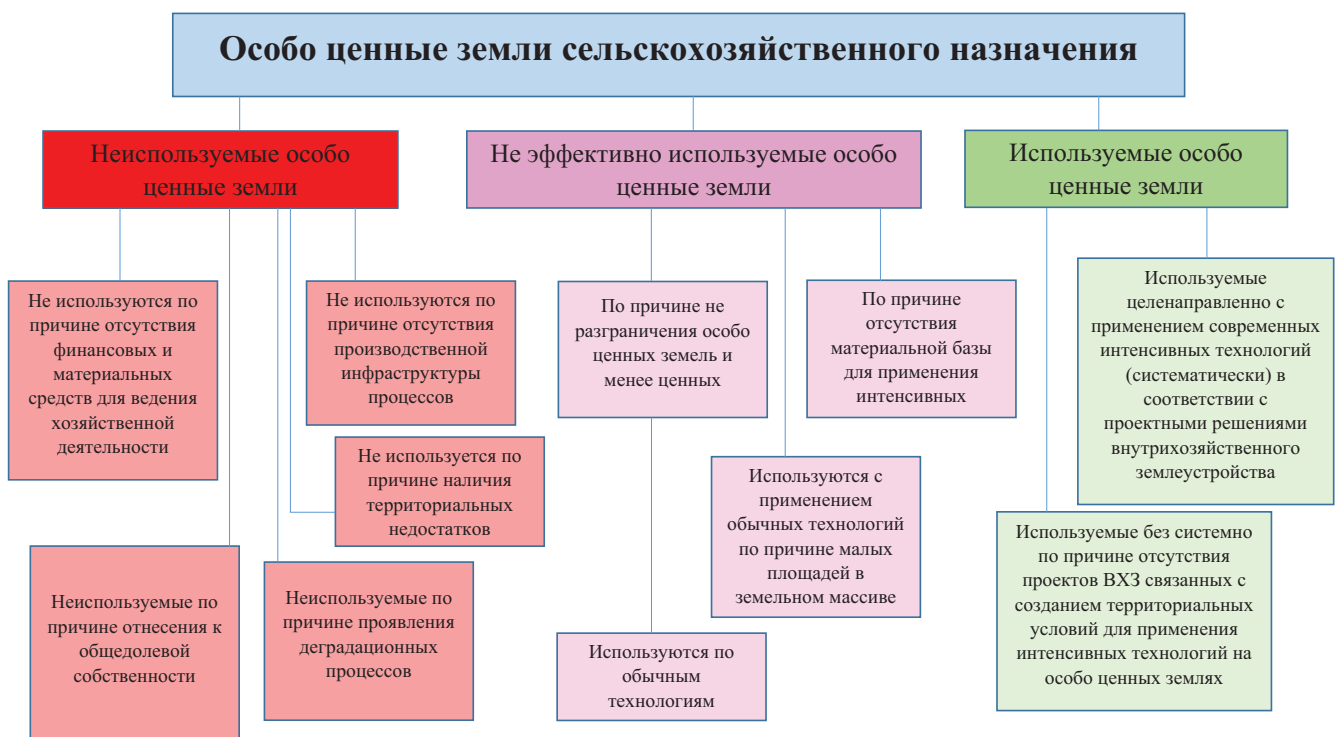 Особо ценные земли сельскохозяйственного назначения
Неиспользуемые особо
ценные земли
Не эффективно используемые особо
ценные земли
Используемые особо
ценные земли
Не используются по
причине отсутствия
финансовых и
материальных
средств для ведения
хозяйственной
деятельности
Не используются по
причине отсутствия
производственной
инфраструктуры
процессов
Не используется по
причине наличия
территориальных
недостатков
Неиспользуемые по
причине отнесения к
общедолевой
собственности
Неиспользуемые по
причине проявления
деградационных
процессов
По причине не
разграничения особо
ценных земель и
менее ценных
По причине
отсутствия
материальной базы
для применения
интенсивных
Используются с
применением
обычных технологий
по причине малых
площадей в
земельном массиве
Используются по
обычным
технологиям
Используемые
целенаправленно с
применением современных
интенсивных технологий
(систематически) в
соответствии с
проектными решениями
внутрихозяйственного
землеустройства
Используемые без системно
по причине отсутствия
проектов ВХЗ связанных с
созданием территориальных
условий для применения
интенсивных технологий на
особо ценных землях